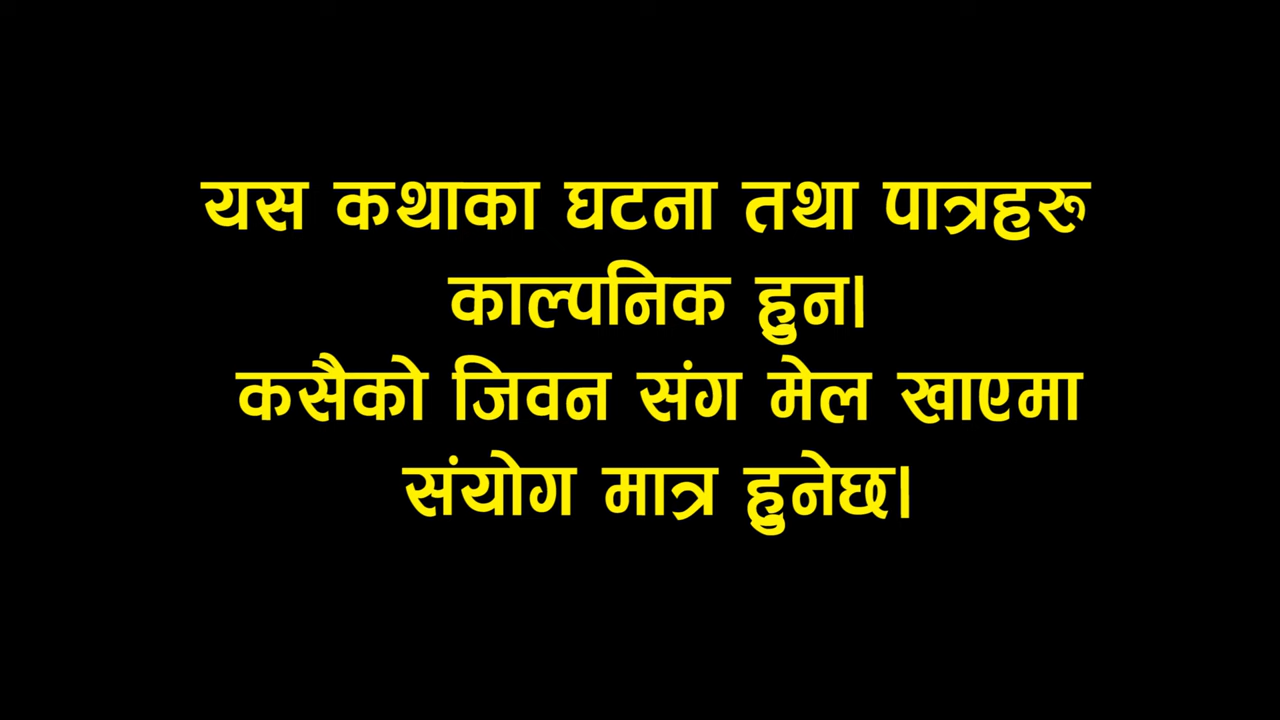 यस कथाका घटना तथा पात्रहरु
काल्पनिक हुन।
कसैको जिवन संग मेल खाएमा
संयोग मात्र हुनेछ।